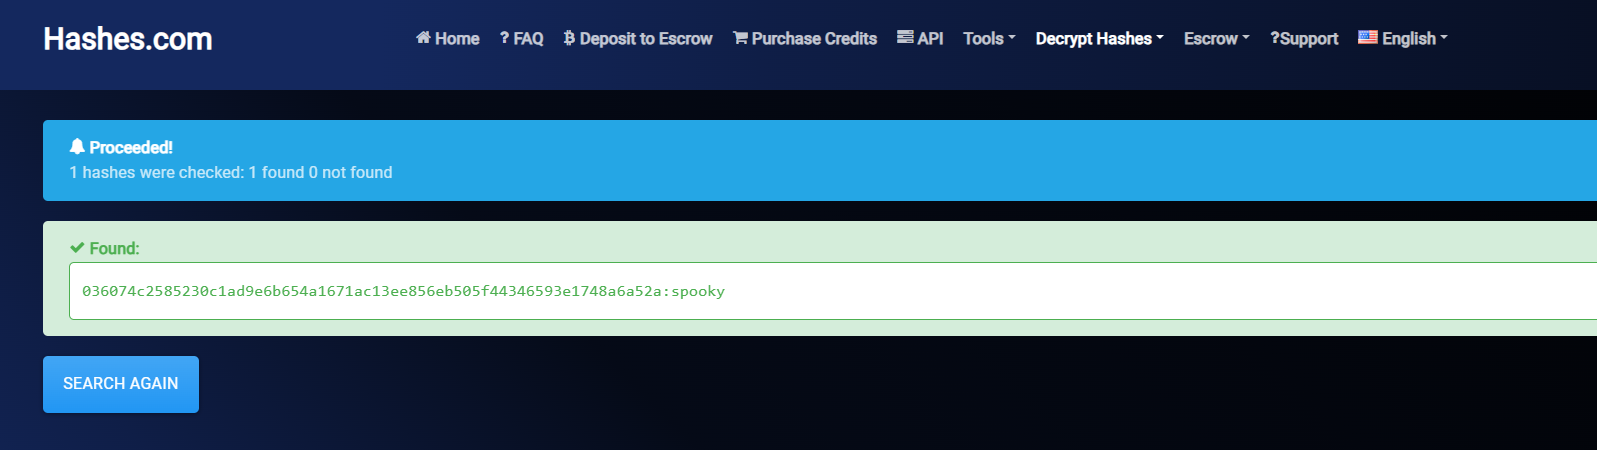 Hashes.com
Home ? FAQ Deposit to Escrow Purchase Credits API Tools Decrypt Hashes Escrow ?Support English
Proceeded!
1 hashes were checked: 1 found 0 not found
Found:
036074c2585230c1ad9e6b654a1671ac13ee856eb505f44346593e1748a6a52a:spooky
SEARCH AGAIN